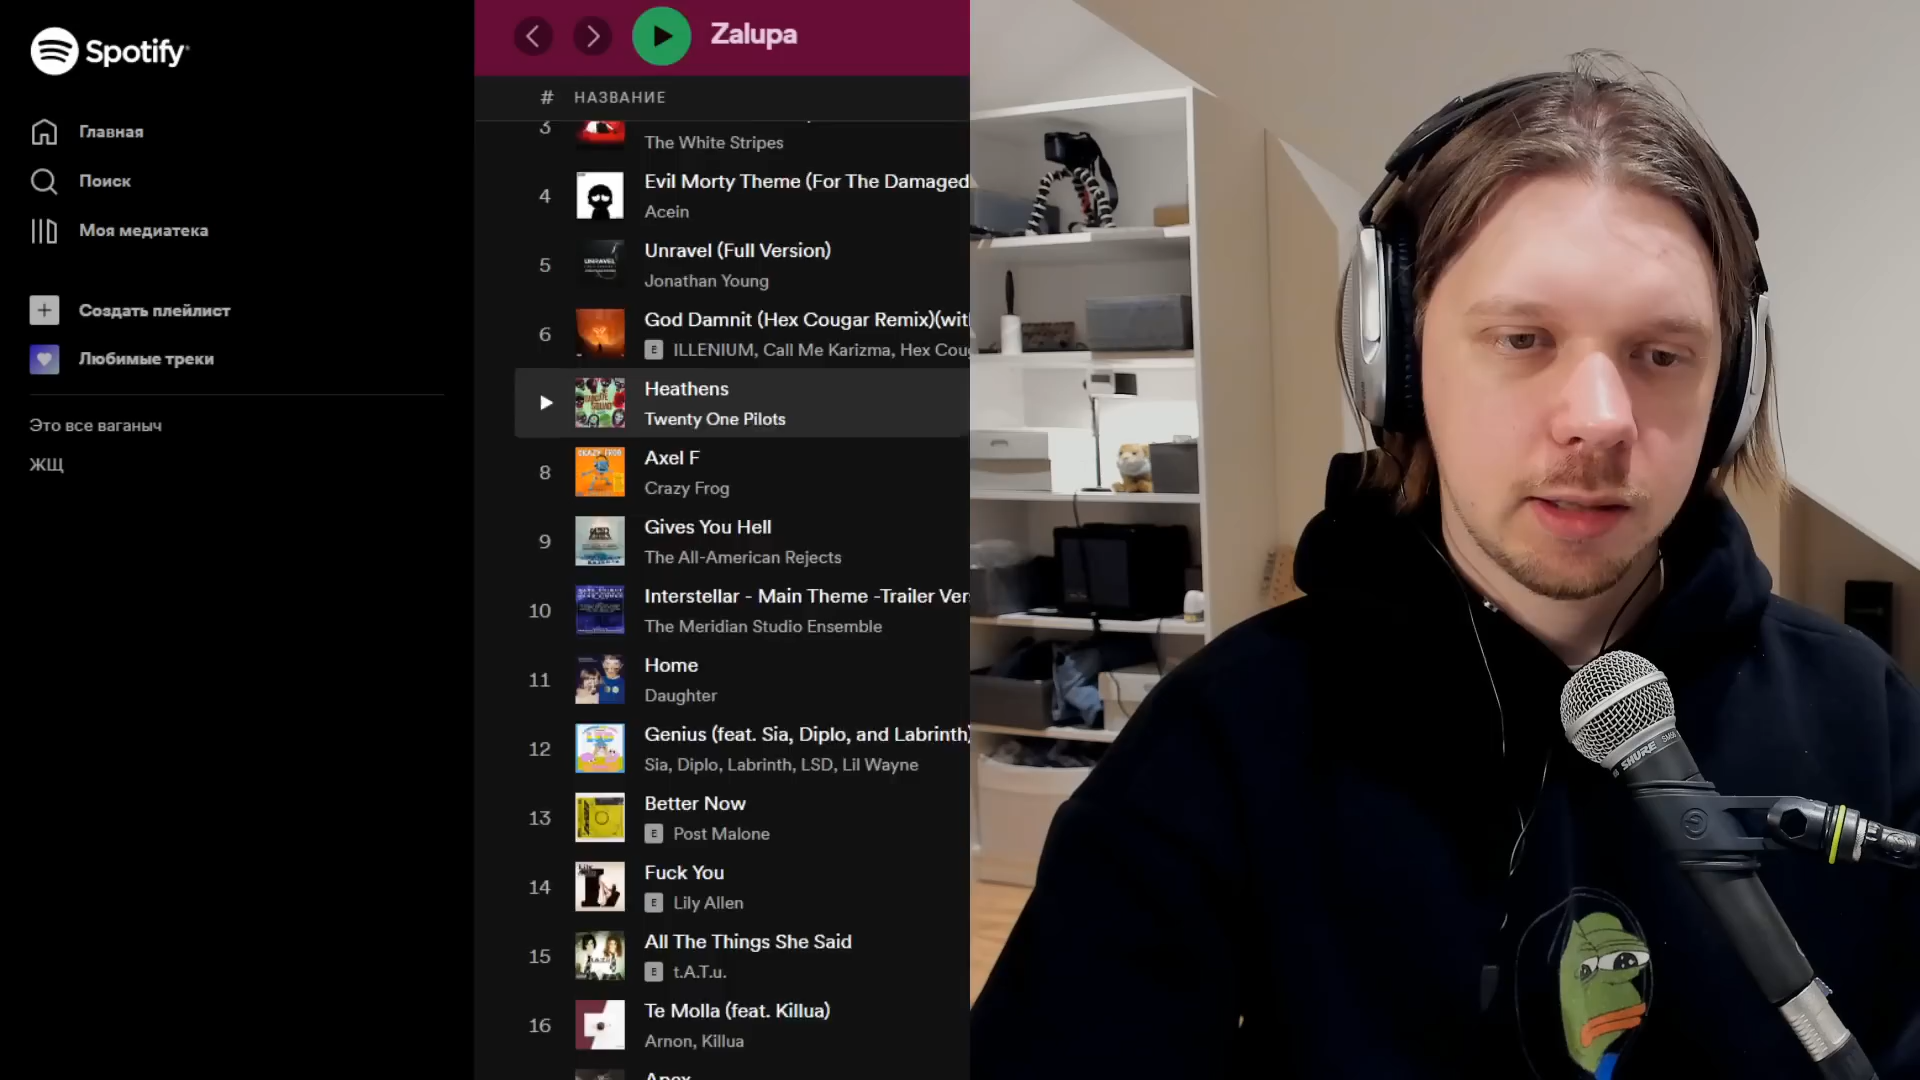 Spotify
Главная
Поиск
Моя медиатека
Создать плейлист
Любимые треки
Это все ваганыч
ЖЩ
Zalupa
# НАЗВАНИЕ
3
The White Stripes
4
Evil Morty Theme (For The Damaged
Acein
5
UNRAVEL
Unravel (Full Version)
Jonathan Young
6
God Damnit (Hex Cougar Remix)(wit
E ILLENIUM, Call Me Karizma, Hex Cou
Heathens
Twenty One Pilots
8
CRAZY FROG
Axel F
Crazy Frog
9
Gives You Hell
The All-American Rejects
10
Interstellar - Main Theme -Trailer Ver
The Meridian Studio Ensemble
11
Home
Daughter
12
LSD
Genius (feat. Sia, Diplo, and Labrinth)
Sia, Diplo, Labrinth, LSD, Lil Wayne
13
Better Now
E Post Malone
14
Fuck You
E Lily Allen
15
All The Things She Said
E t.A.T.u.
16
Te Molla (feat. Killua)
Arnon, Killua
Apex
SHURE